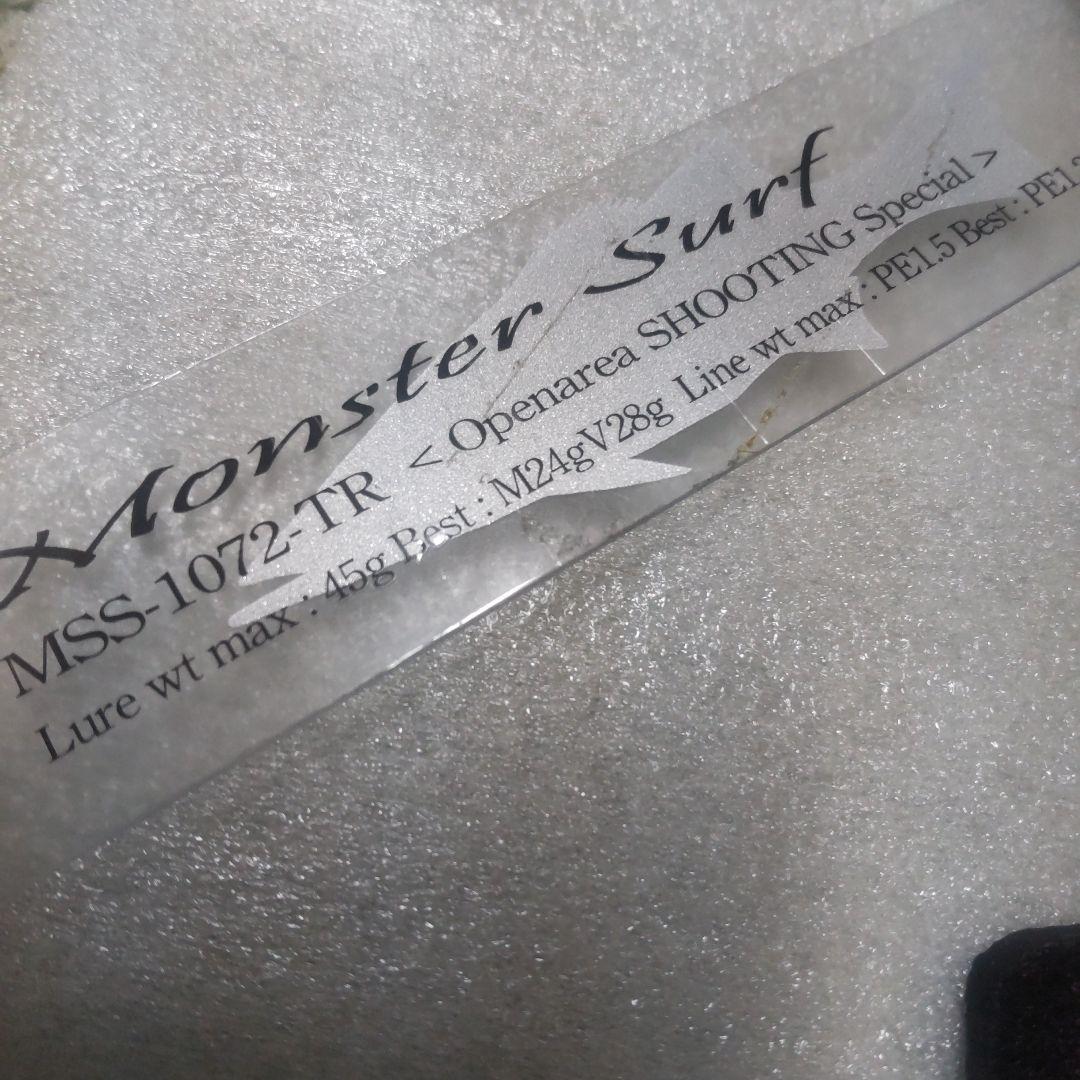 Monster Surf
MSS-1072-TR < Openarea SHOOTING Special >
Lure wt max : 45g Best : M24gV28g Line wt max : PE1.5 Best : PE1.2